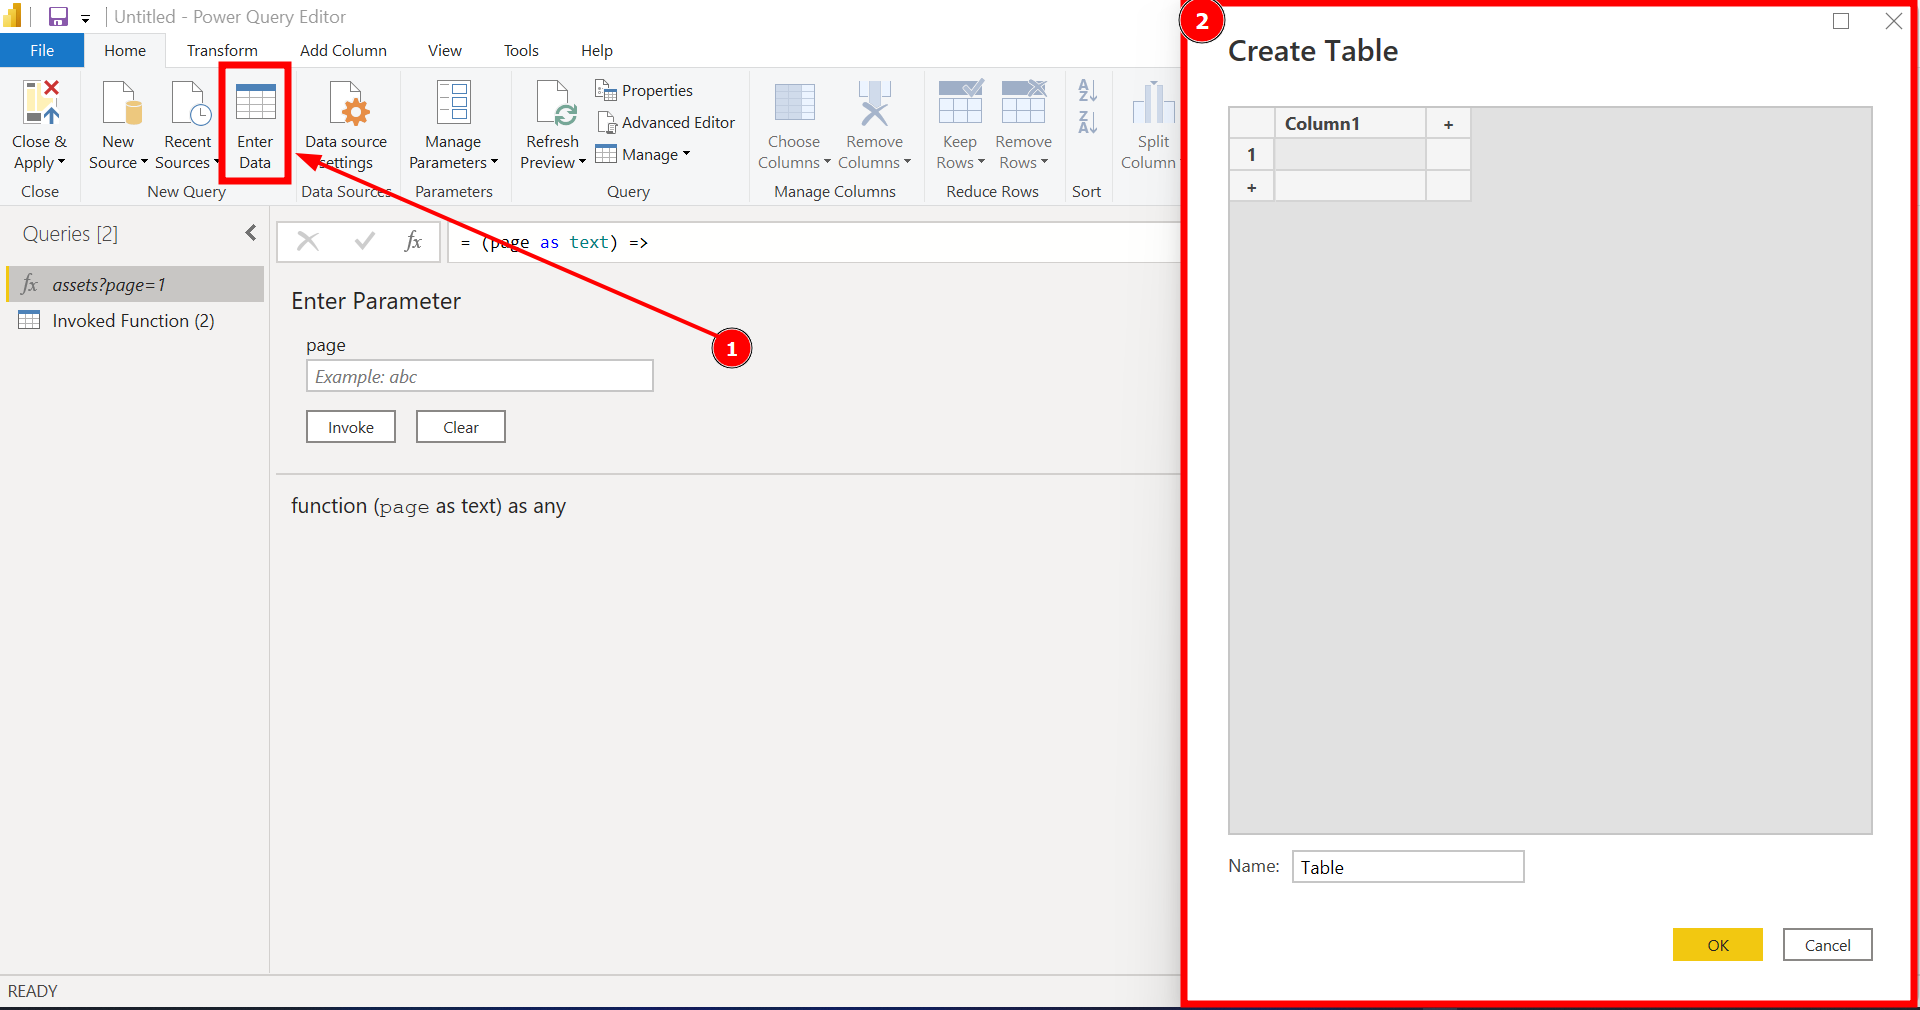 Untitled - Power Query Editor
File Home Transform Add Column View Tools Help
Close & Apply
New Source
Recent Sources
Enter Data
Data source settings
Manage Parameters
Refresh Preview
Properties
Advanced Editor
Manage
Choose Columns
Remove Columns
Keep Rows
Remove Rows
A
Z
Z
A
Split Column
Close New Query Data Sources Parameters Query Manage Columns Reduce Rows Sort
Queries [2]
fx assets?page=1
Invoked Function (2)
fx = (page as text) =>
Enter Parameter
page
Example: abc
Invoke Clear
function (page as text) as any
1
READY
2
Create Table
Column1 +
1
+
Name: Table
OK Cancel